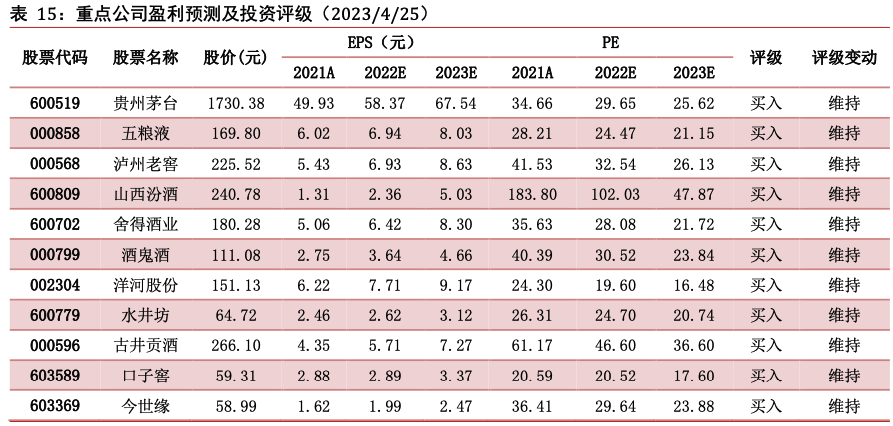 表 15：重点公司盈利预测及投资评级（2023/4/25）
股票代码 股票名称 股价(元) EPS（元） PE 评级 评级变动
2021A 2022E 2023E 2021A 2022E 2023E
600519 贵州茅台 1730.38 49.93 58.37 67.54 34.66 29.65 25.62 买入 维持
000858 五粮液 169.80 6.02 6.94 8.03 28.21 24.47 21.15 买入 维持
000568 泸州老窖 225.52 5.43 6.93 8.63 41.53 32.54 26.13 买入 维持
600809 山西汾酒 240.78 1.31 2.36 5.03 183.80 102.03 47.87 买入 维持
600702 舍得酒业 180.28 5.06 6.42 8.30 35.63 28.08 21.72 买入 维持
000799 酒鬼酒 111.08 2.75 3.64 4.66 40.39 30.52 23.84 买入 维持
002304 洋河股份 151.13 6.22 7.71 9.17 24.30 19.60 16.48 买入 维持
600779 水井坊 64.72 2.46 2.62 3.12 26.31 24.70 20.74 买入 维持
000596 古井贡酒 266.10 4.35 5.71 7.27 61.17 46.60 36.60 买入 维持
603589 口子窖 59.31 2.88 2.89 3.37 20.59 20.52 17.60 买入 维持
603369 今世缘 58.99 1.62 1.99 2.47 36.41 29.64 23.88 买入 维持